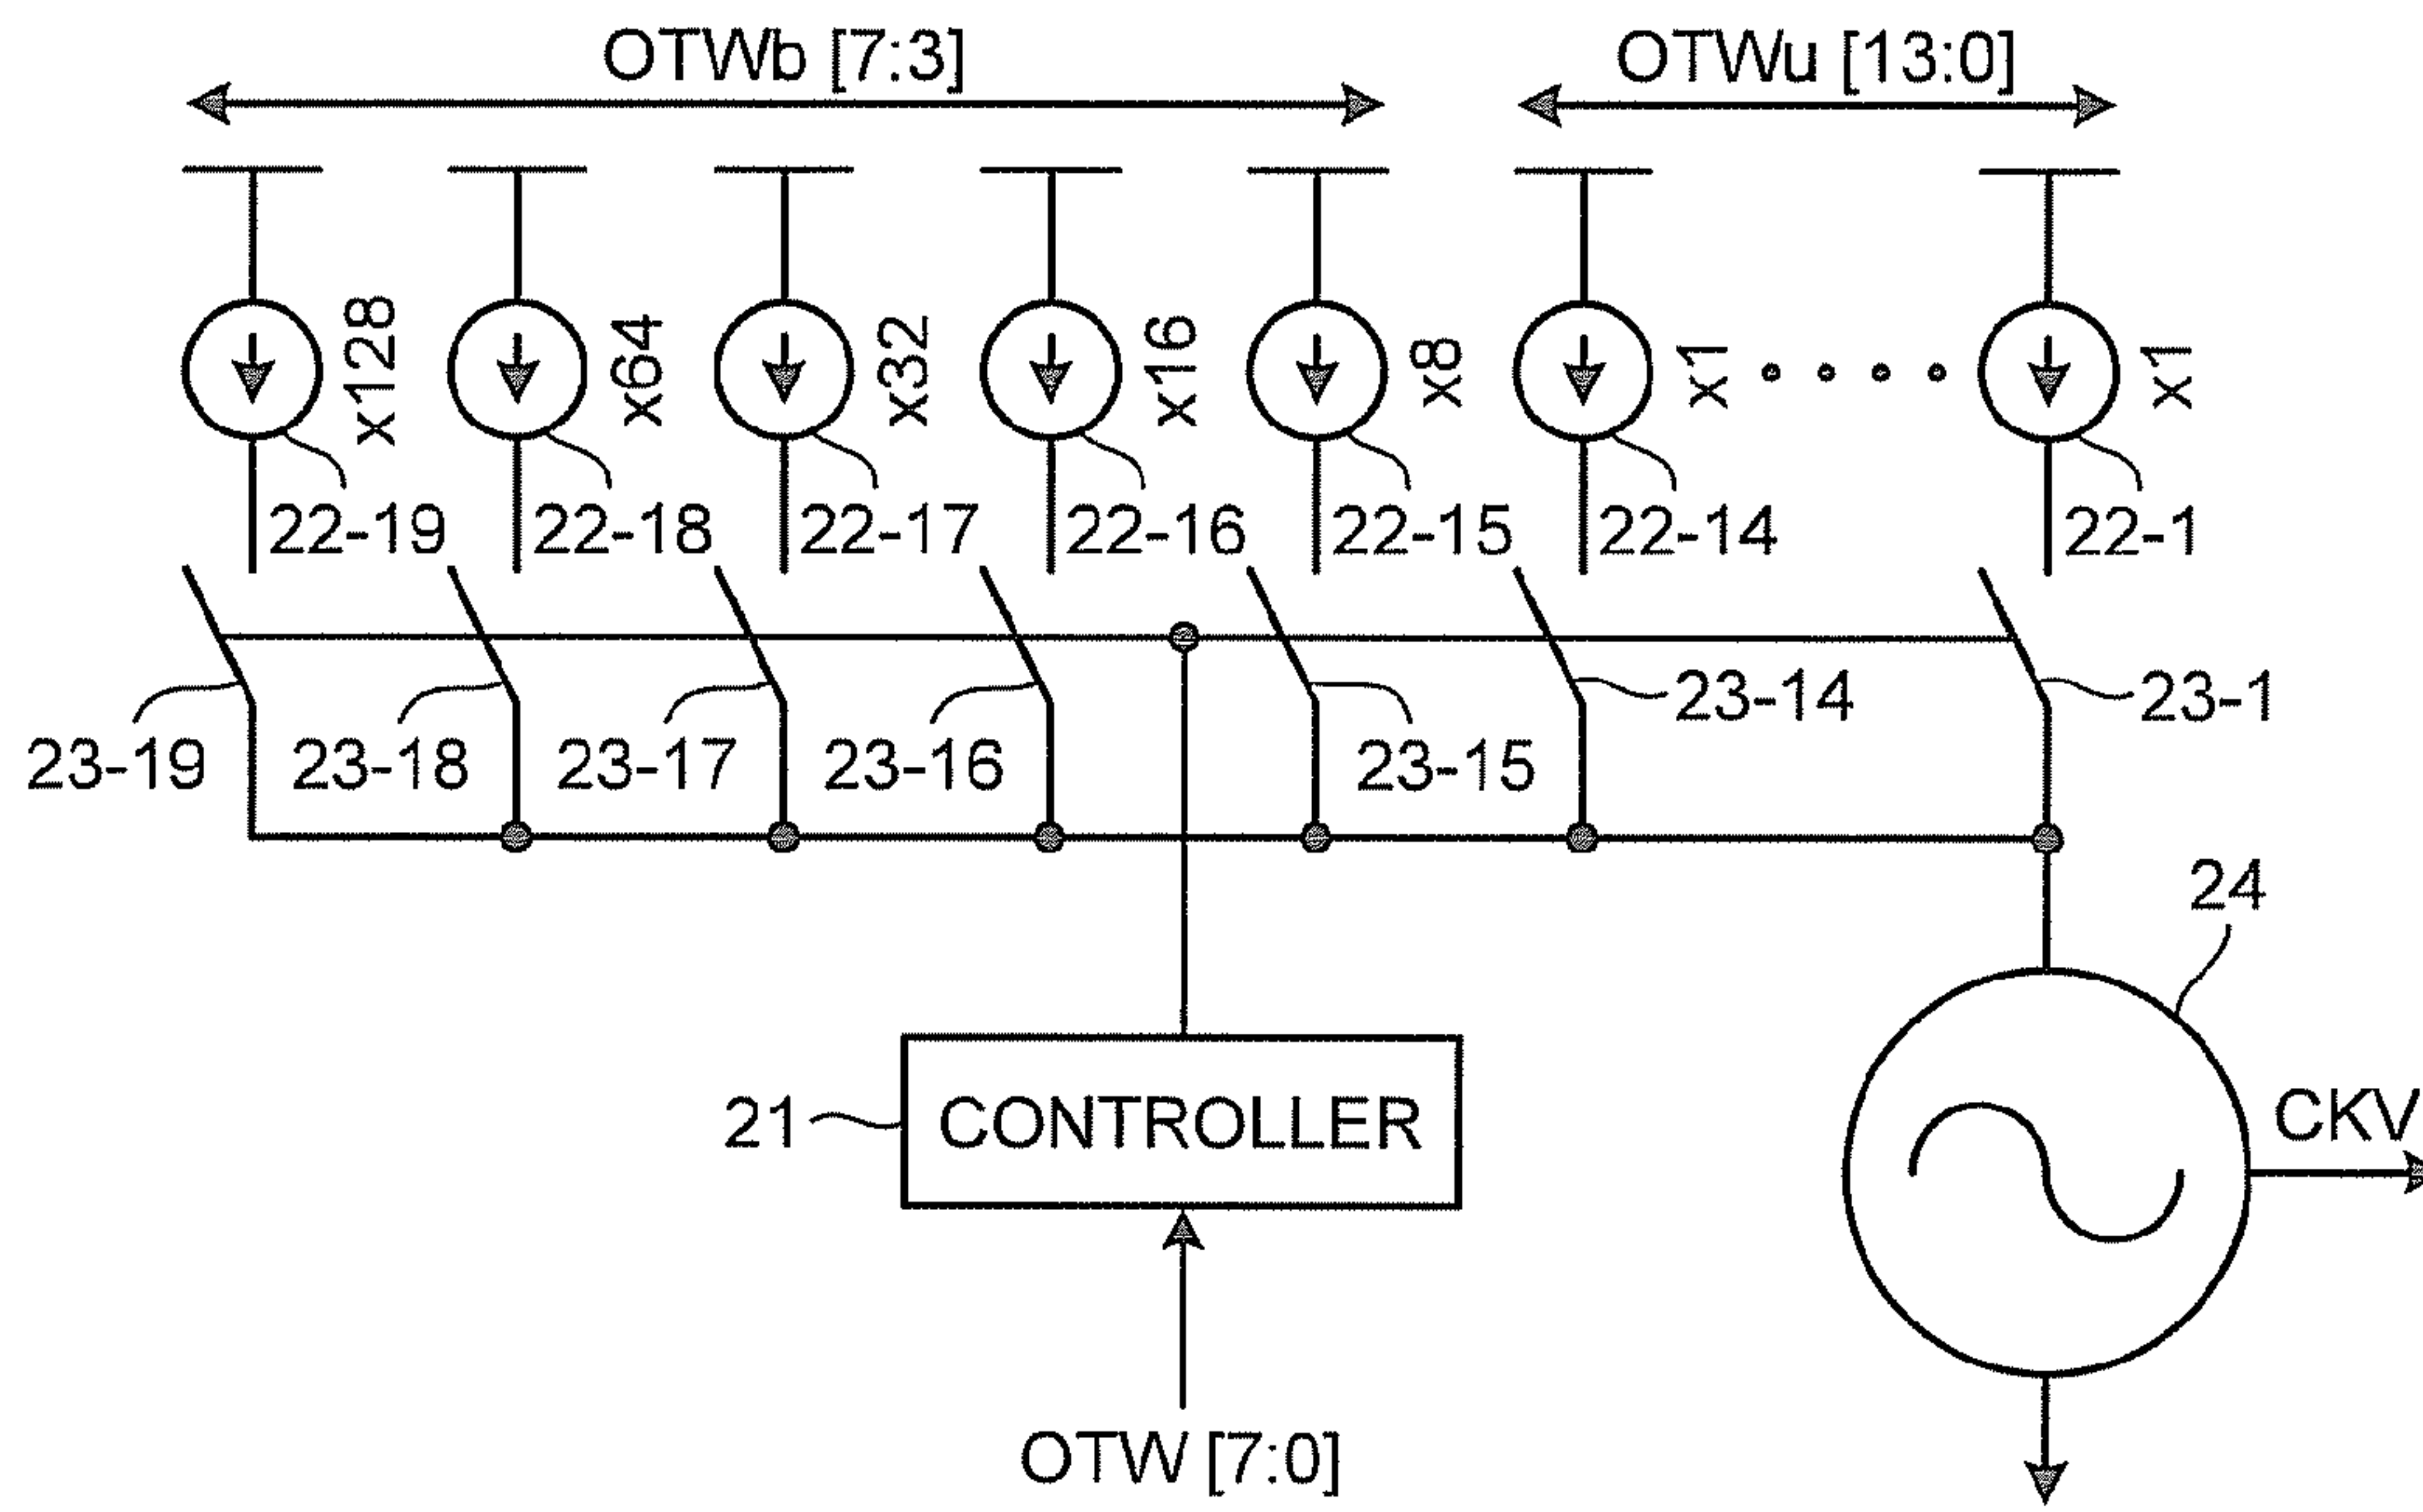 OTWb [7:3]
OTWu [13:0]
x128
x64
x32
x16
x8
x1
x1
22-19
22-18
22-17
22-16
22-15
22-14
22-1
23-14
23-1
23-19
23-18
23-17
23-16
23-15
24
21
CONTROLLER
CKV
OTW [7:0]